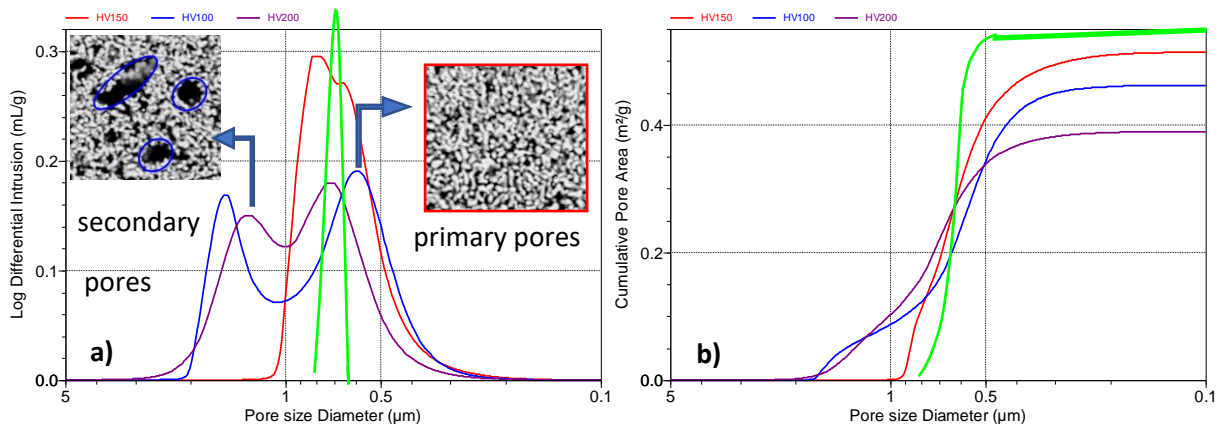 HV150 HV100 HV200
Log Differential Intrusion (mL/g)
0.3
0.2
0.1
0.0
secondary
pores
primary pores
a)
5 1 0.5 0.1
Pore size Diameter (µm)
HV150 HV100 HV200
Cumulative Pore Area (m²/g)
0.4
0.2
0.0
b)
5 1 0.5 0.1
Pore size Diameter (µm)